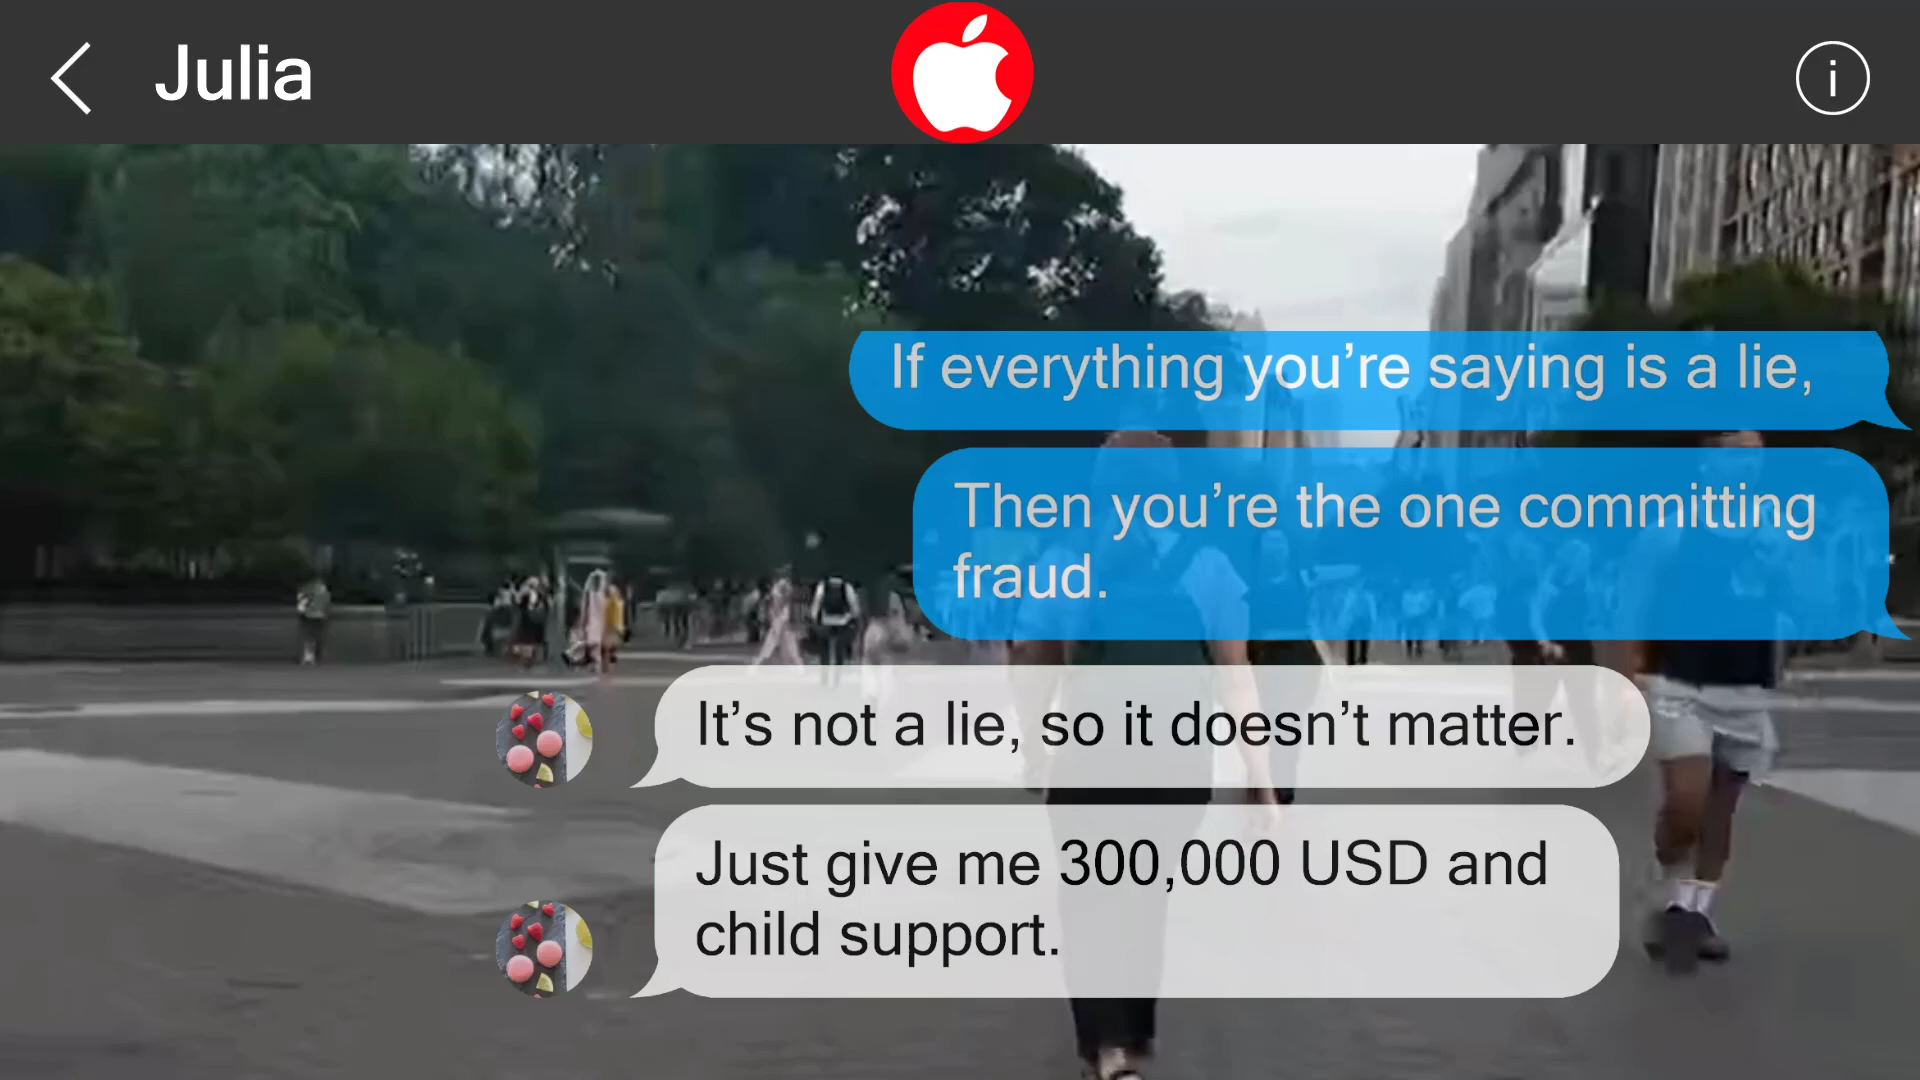 Julia
If everything you’re saying is a lie,
Then you’re the one committing
fraud.
It’s not a lie, so it doesn’t matter.
Just give me 300,000 USD and
child support.